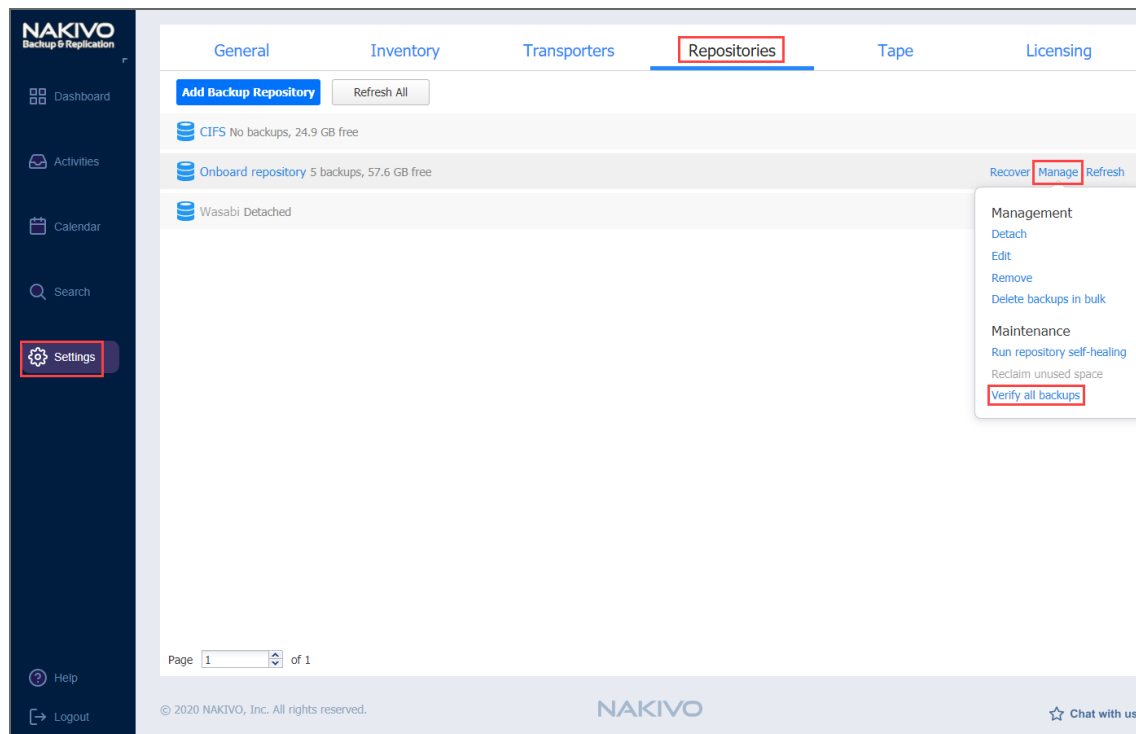 NAKIVO
Backup & Replication
General Inventory Transporters Repositories Tape Licensing
Dashboard
Add Backup Repository Refresh All
CIFS No backups, 24.9 GB free
Activities
Onboard repository 5 backups, 57.6 GB free Recover Manage Refresh
Wasabi Detached
Management
Calendar
Detach
Edit
Remove
Search
Delete backups in bulk
Maintenance
Run repository self-healing
Settings
Reclaim unused space
Verify all backups
Page 1 of 1
Help
© 2020 NAKIVO, Inc. All rights reserved. NAKIVO Chat with us
Logout